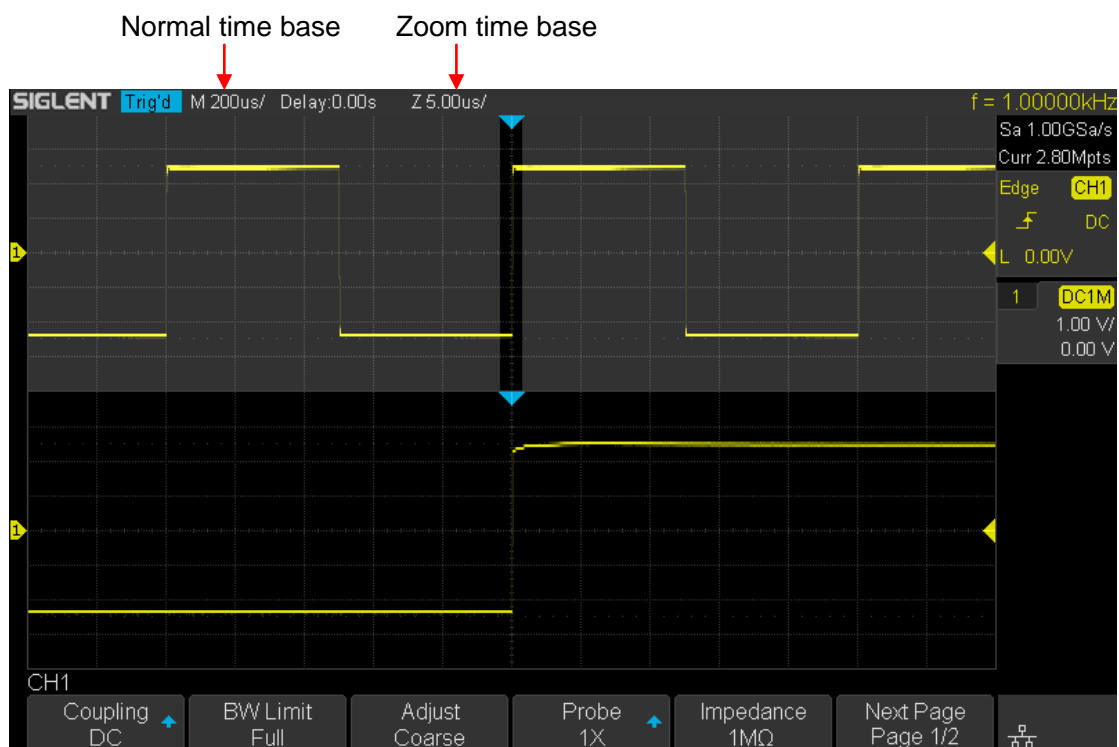 Normal time base Zoom time base
SIGLENT Trig'd M 200us/ Delay:0.00s Z 5.00us/ f = 1.00000kHz
Sa 1.00GSa/s
Curr 2.80Mpts
Edge CH1
DC
L 0.00V
1 DC1M
1.00 V/
0.00 V
1
1
CH1
Coupling BW Limit Adjust Probe Impedance Next Page
DC Full Coarse 1X 1MΩ Page 1/2